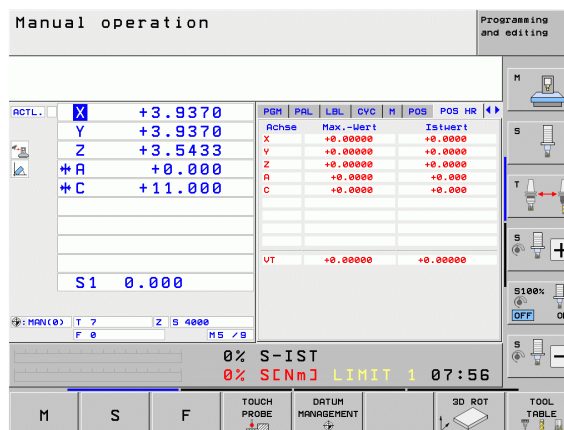 Manual operation
Programming
and editing
ACTL. X +3.9370
Y +3.9370
Z +3.5433
A +0.000
C +11.000
S1 0.000
: MAN(0) T 7 Z S 4000
F 0 M5 /9
PGM PAL LBL CYC M POS POS HR
Achse Max.-Wert Istwert
X +0.00000 +0.0000
Y +0.00000 +0.0000
Z +0.00000 +0.0000
A +0.0000 +0.000
C +0.0000 +0.000
VT +0.00000 +0.0000
0% S-IST
0% S[Nm] LIMIT 1 07:56
M
S
T
S
S100%
OFF
S
M
S
F
TOUCH
PROBE
DATUM
MANAGEMENT
3D ROT
TOOL
TABLE